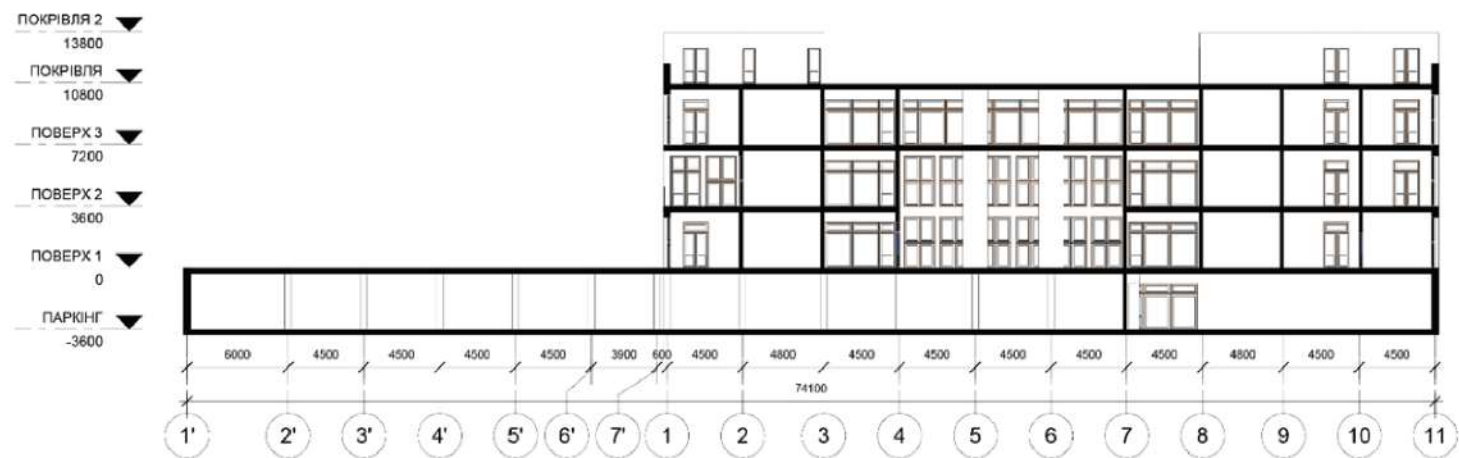 ПОКРІВЛЯ 2
13800
ПОКРІВЛЯ
10800
ПОВЕРХ 3
7200
ПОВЕРХ 2
3600
ПОВЕРХ 1
0
ПАРКІНГ
-3600
6000 4500 4500 4500 4500 3900 600 4500 4800 4500 4500 4500 4500 4500 4800 4500 4500
74100
1' 2' 3' 4' 5' 6' 7' 1 2 3 4 5 6 7 8 9 10 11